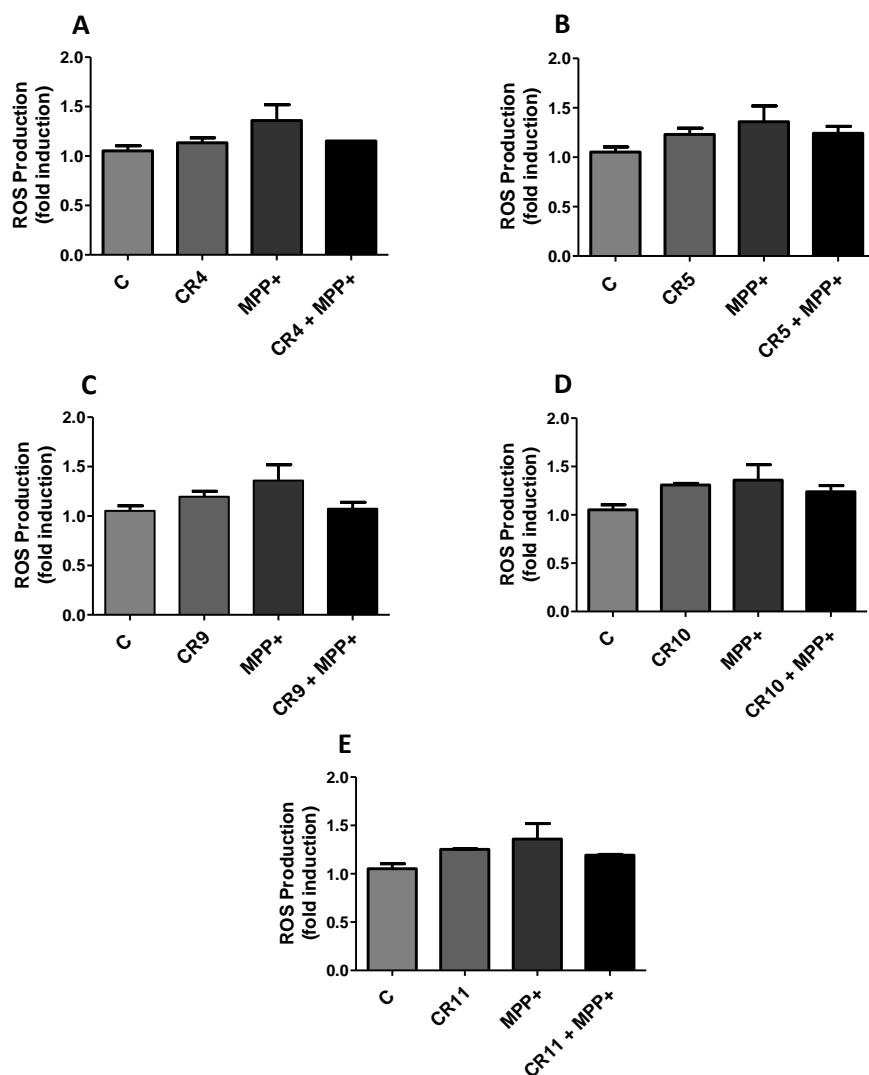 A
ROS Production
(fold induction)
2.0
1.5
1.0
0.5
0.0
C
CR4
MPP+
CR4 + MPP+
B
ROS Production
(fold induction)
2.0
1.5
1.0
0.5
0.0
C
CR5
MPP+
CR5 + MPP+
C
ROS Production
(fold induction)
2.0
1.5
1.0
0.5
0.0
C
CR9
MPP+
CR9 + MPP+
D
ROS Production
(fold induction)
2.0
1.5
1.0
0.5
0.0
C
CR10
MPP+
CR10 + MPP+
E
ROS Production
(fold induction)
2.0
1.5
1.0
0.5
0.0
C
CR11
MPP+
CR11 + MPP+